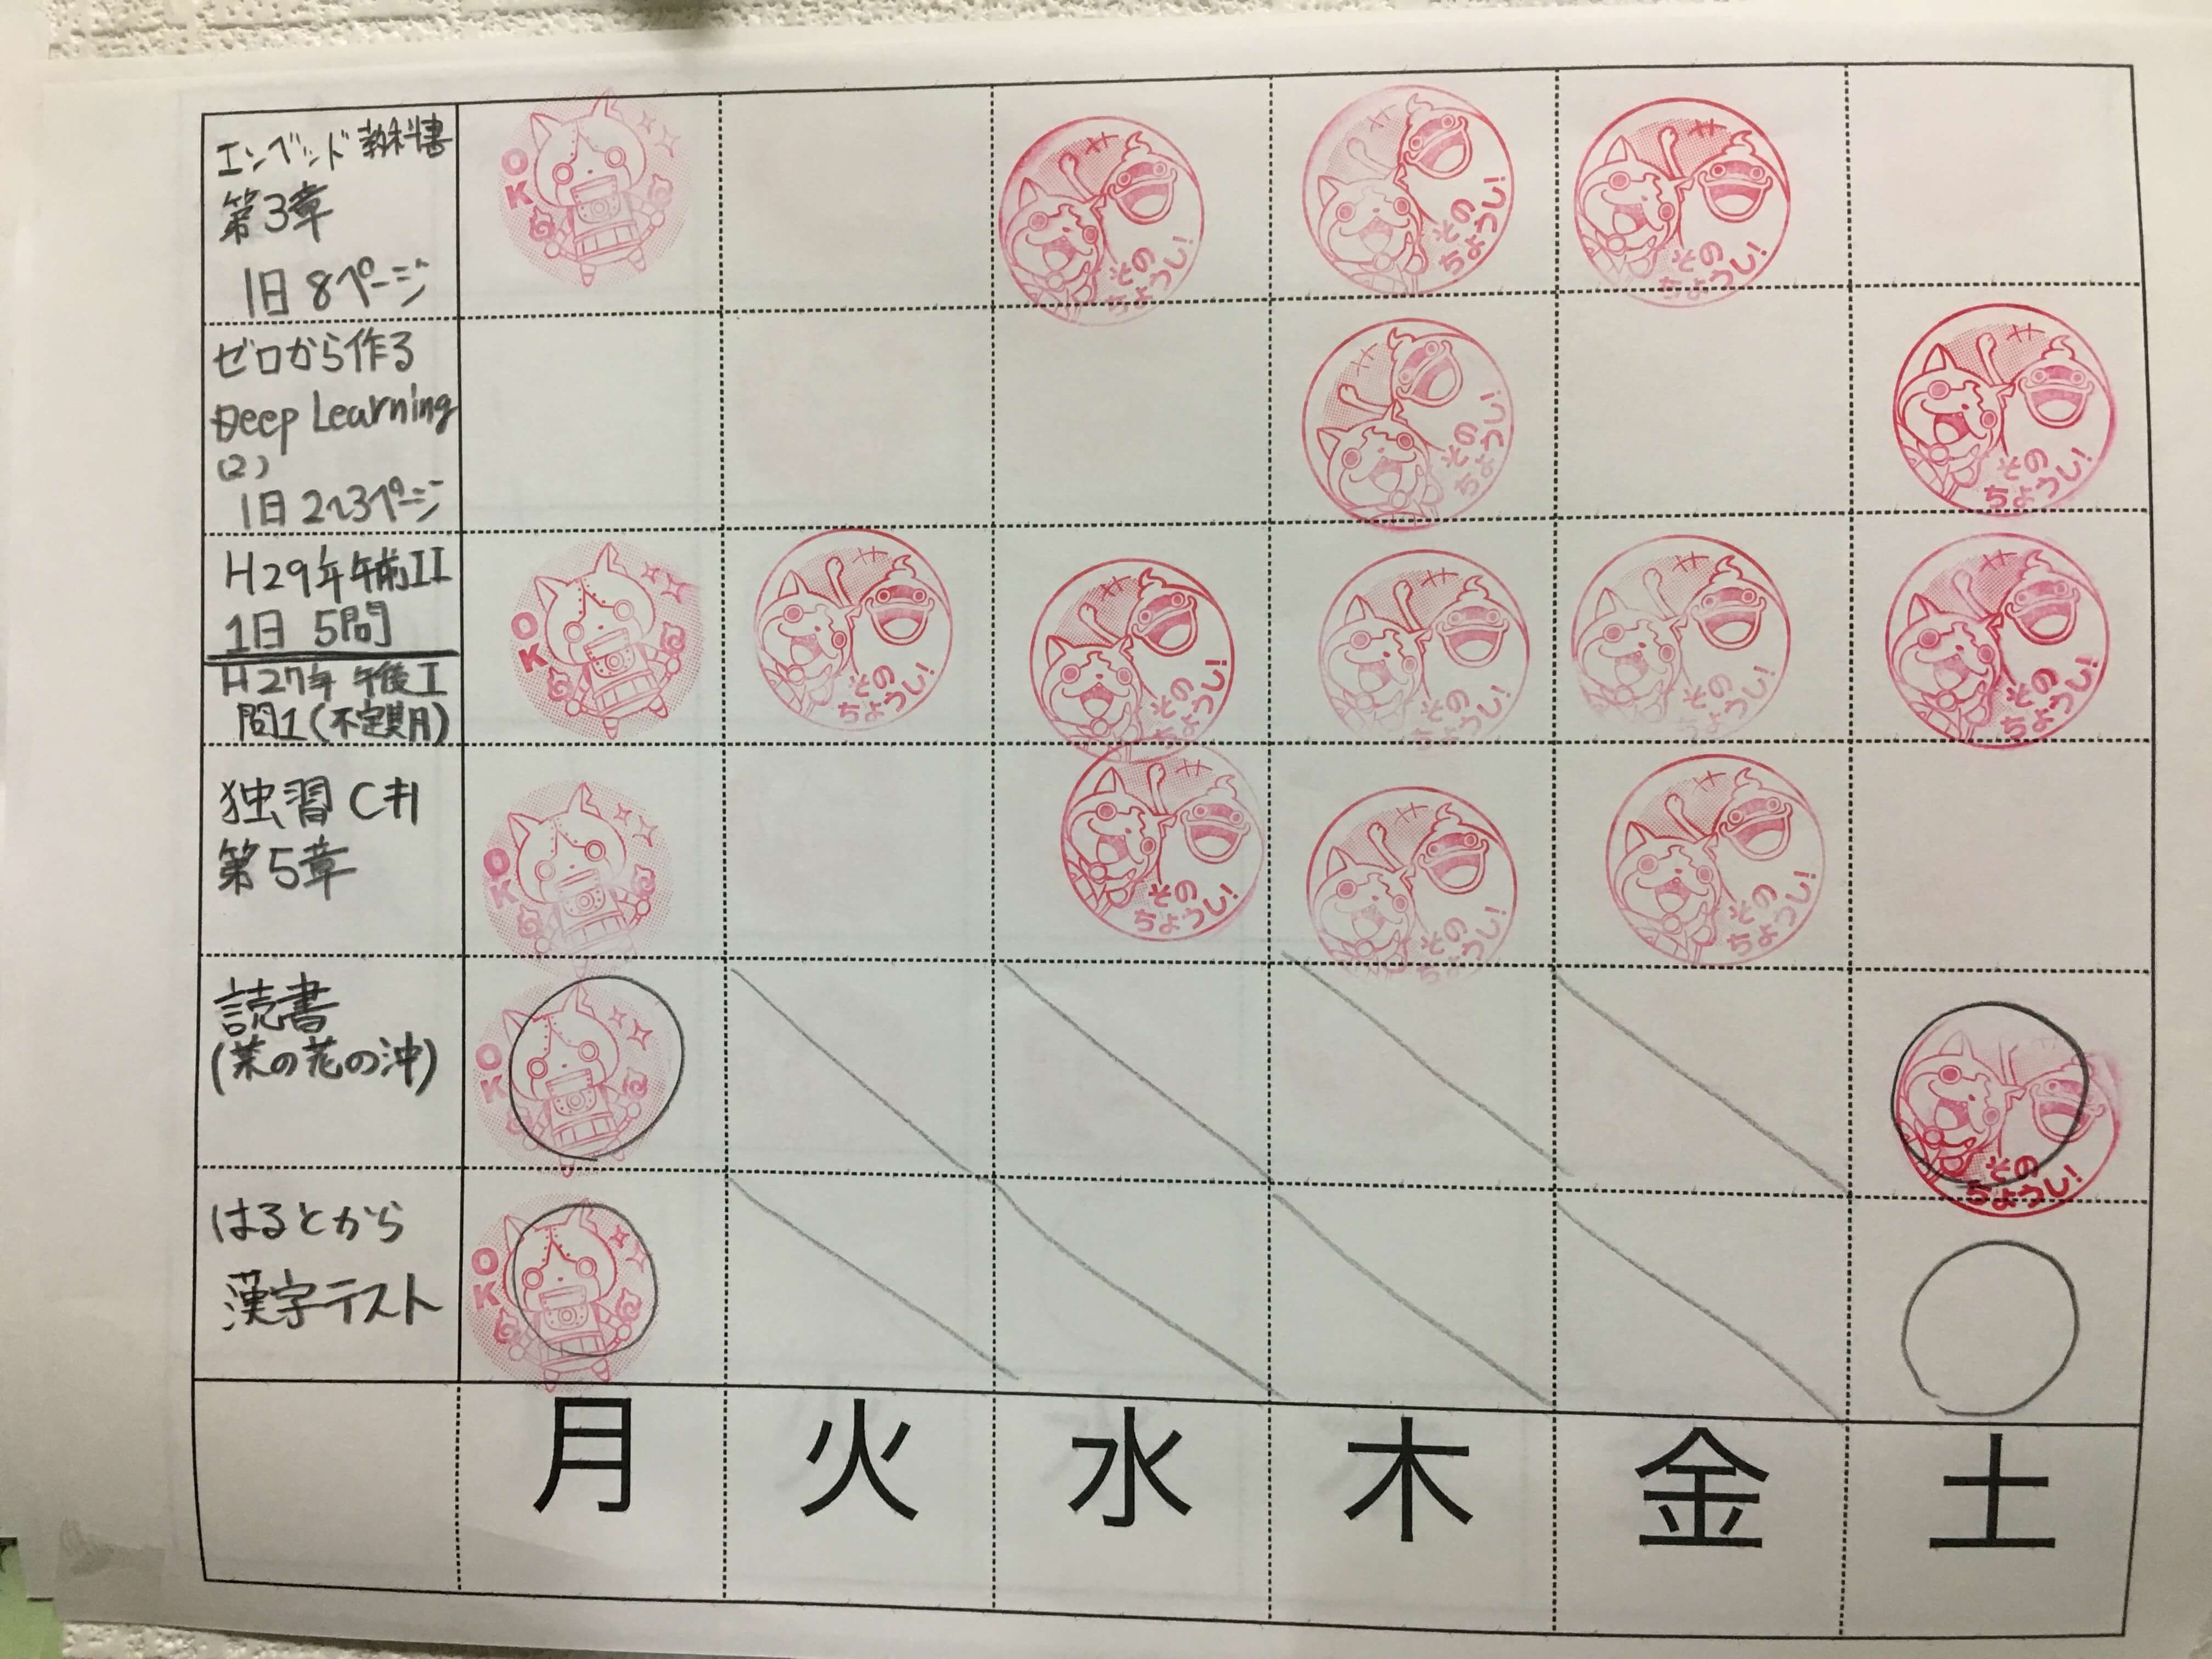 エンベッド教科書
第3章
1日8ページ
OK
その
ちょうし!
その
ちょうし!
その
ちょうし!
ゼロから作る
Deep Learning
(2)
1日2~3ページ
その
ちょうし!
その
ちょうし!
H29年午前II
1日 5問
H27年 午後I
問1(不定期)
OK
その
ちょうし!
その
ちょうし!
その
ちょうし!
その
ちょうし!
その
ちょうし!
独習C#
第5章
OK
その
ちょうし!
その
ちょうし!
その
ちょうし!
読書
(菜の花の沖)
OK
その
ちょうし!
はるとから
漢字テスト
OK
月 火 水 木 金 土